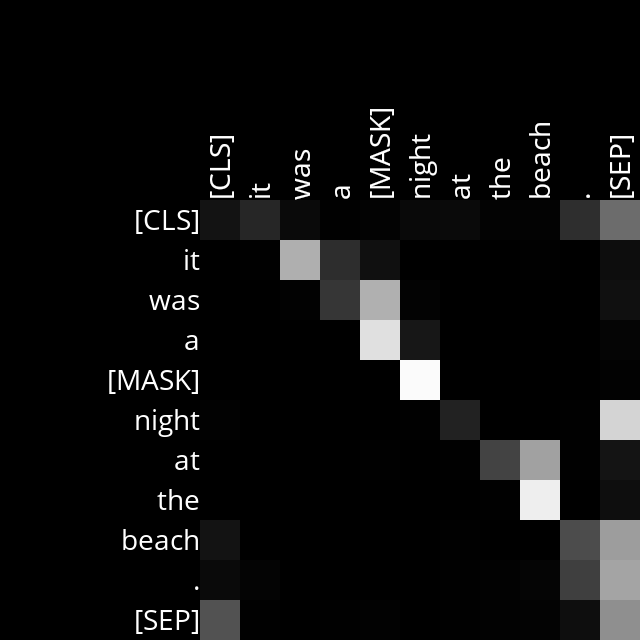 [CLS] it was a [MASK] night at the beach . [SEP]
[CLS]
it
was
a
[MASK]
night
at
the
beach
.
[SEP]